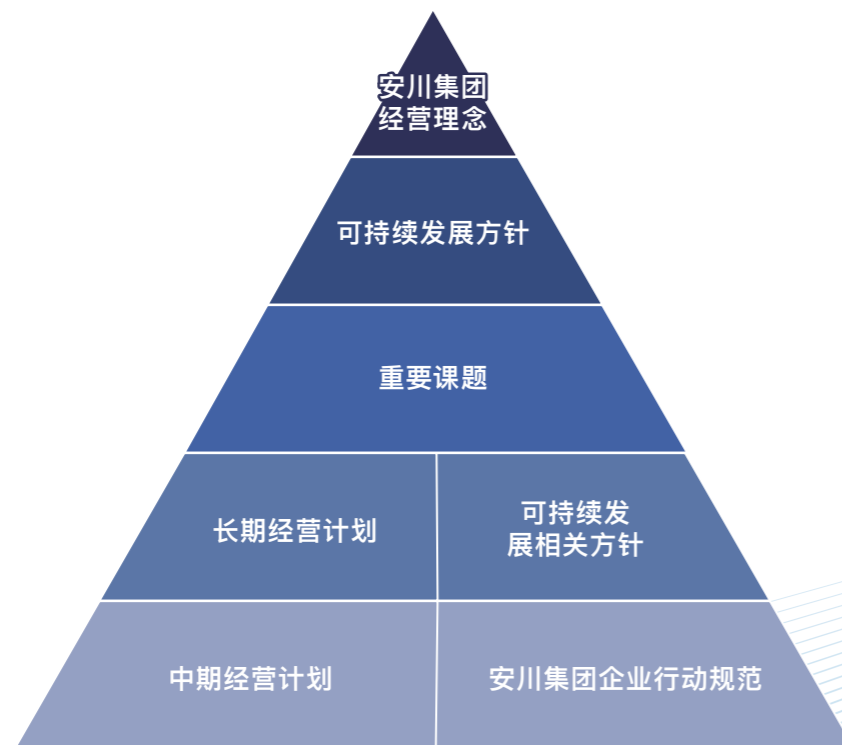 安川集团
经营理念
可持续发展方针
重要课题
长期经营计划
可持续发
展相关方针
中期经营计划
安川集团企业行动规范